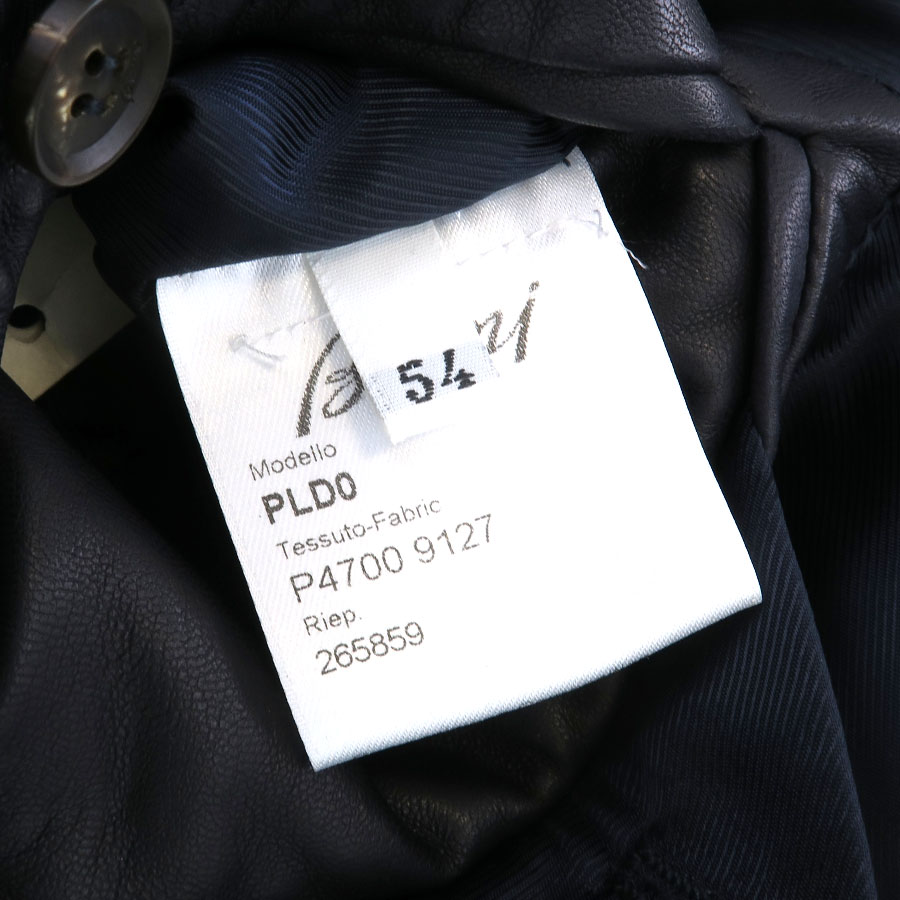 54
Modello
PLD0
Tessuto-Fabric
P4700 9127
Riep.
265859